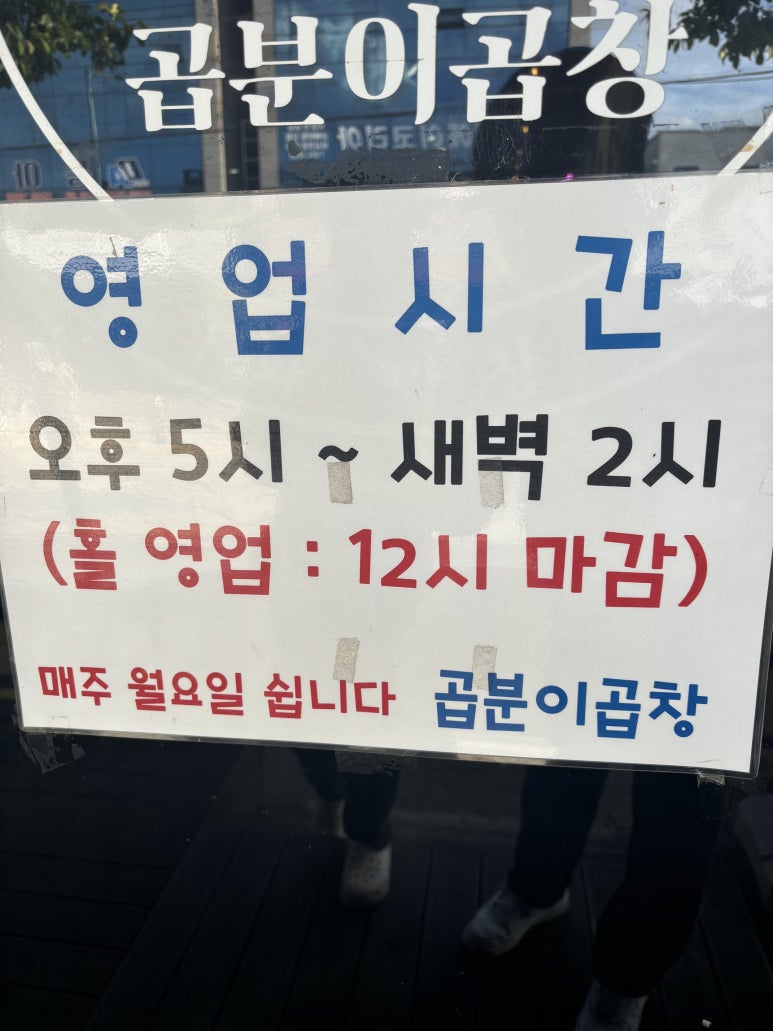 곱분이곱창
영업시간
오후 5시 ~ 새벽 2시
(홀 영업 : 12시 마감)
매주 월요일 쉽니다 곱분이곱창